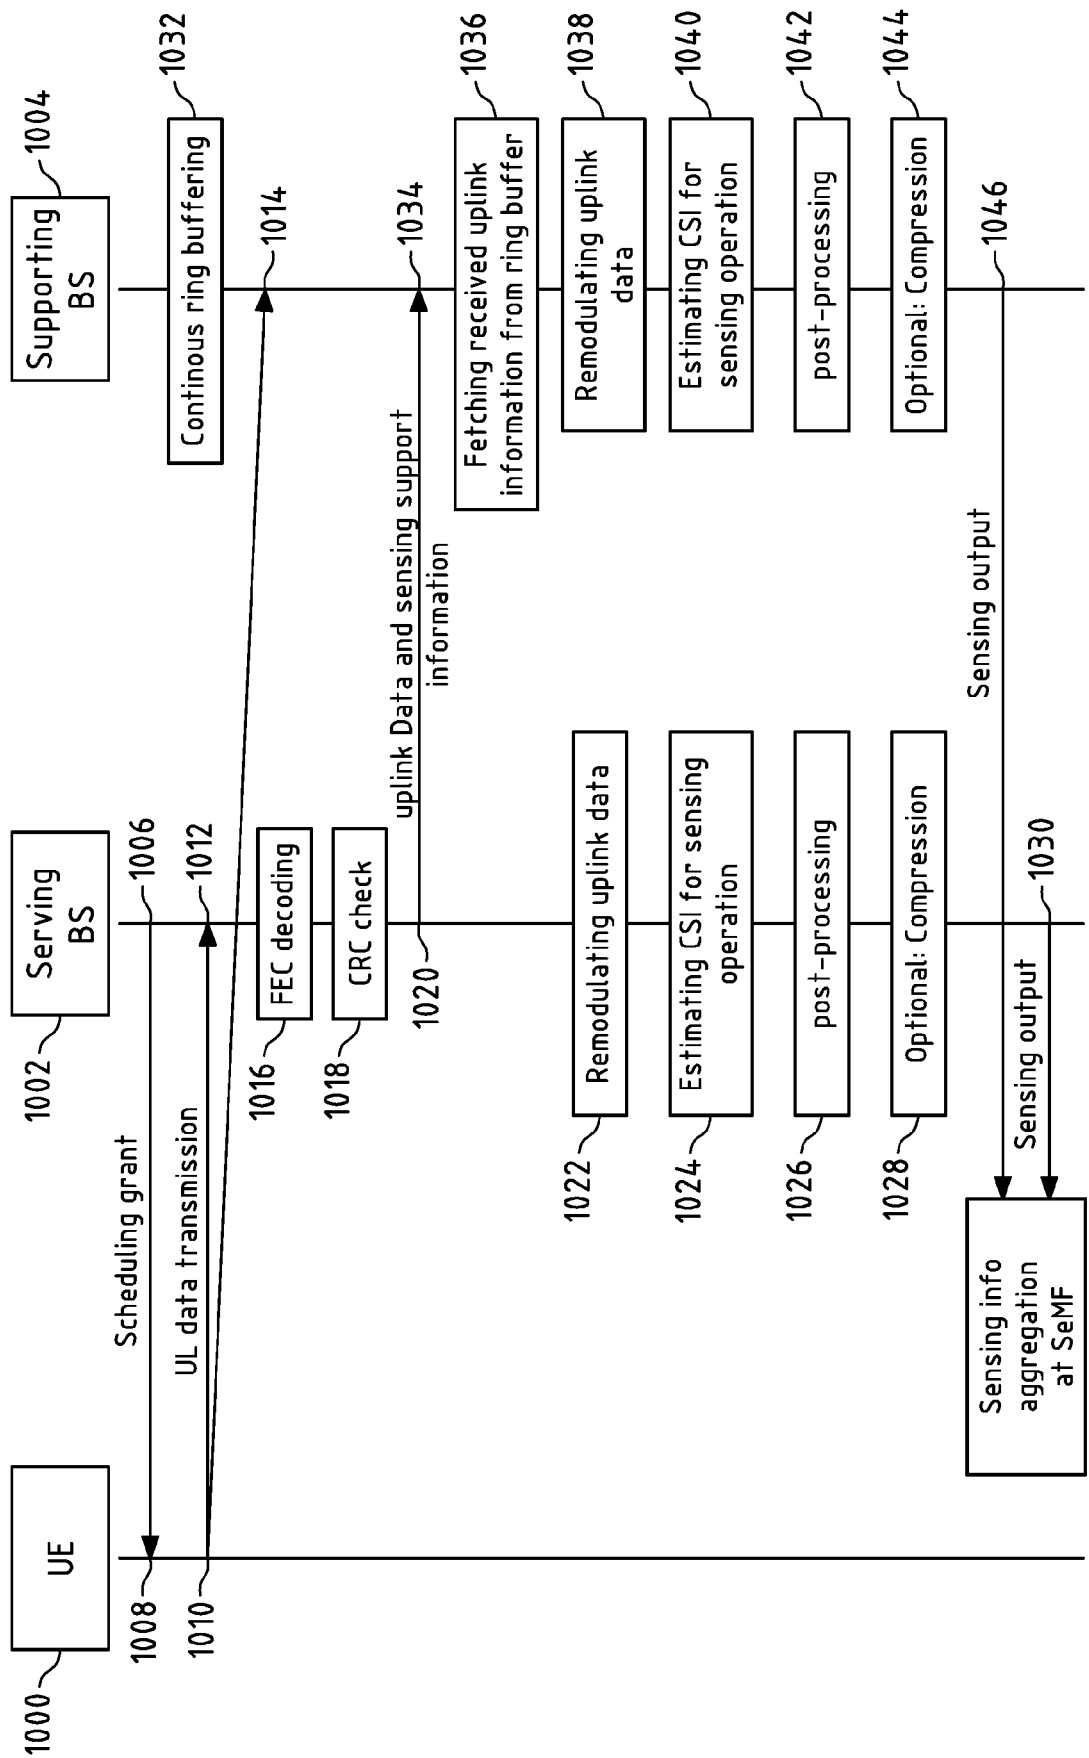 UE
1000
Serving
BS
1002
Supporting
BS
1004
1006
Scheduling grant
1008
1032
Continous ring buffering
1010
UL data transmission
1012
1014
1016
FEC decoding
1018
CRC check
1020
uplink Data and sensing support
information
1034
Fetching received uplink
information from ring buffer
1036
1022
Remodulating uplink data
Remodulating uplink
data
1038
1024
Estimating CSI for sensing
operation
Estimating CSI for
sensing operation
1040
1026
post-processing
post-processing
1042
1028
Optional: Compression
Optional: Compression
1044
Sensing output
1046
Sensing output
1030
Sensing info
aggregation
at SeMF